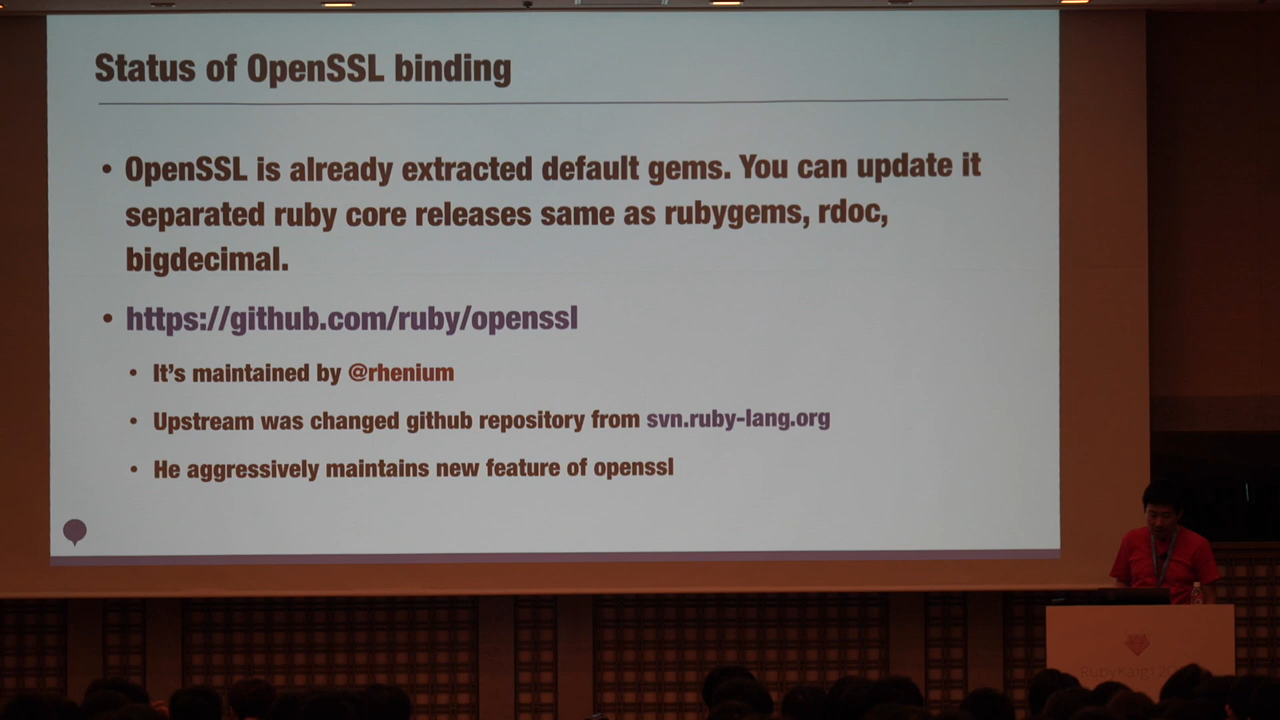 Status of OpenSSL binding
• OpenSSL is already extracted default gems. You can update it
separated ruby core releases same as rubygems, rdoc,
bigdecimal.
• https://github.com/ruby/openssl
• It's maintained by @rhenium
• Upstream was changed github repository from svn.ruby-lang.org
• He aggressively maintains new feature of openssl
RubyKaigi